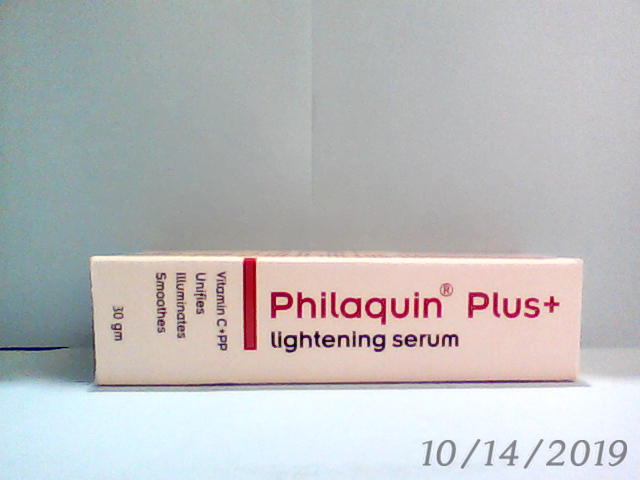 Philaquin® Plus+
lightening serum
Vitamin C+PP
Unifies
Illuminates
Smoothes
30 gm
10/14/2019